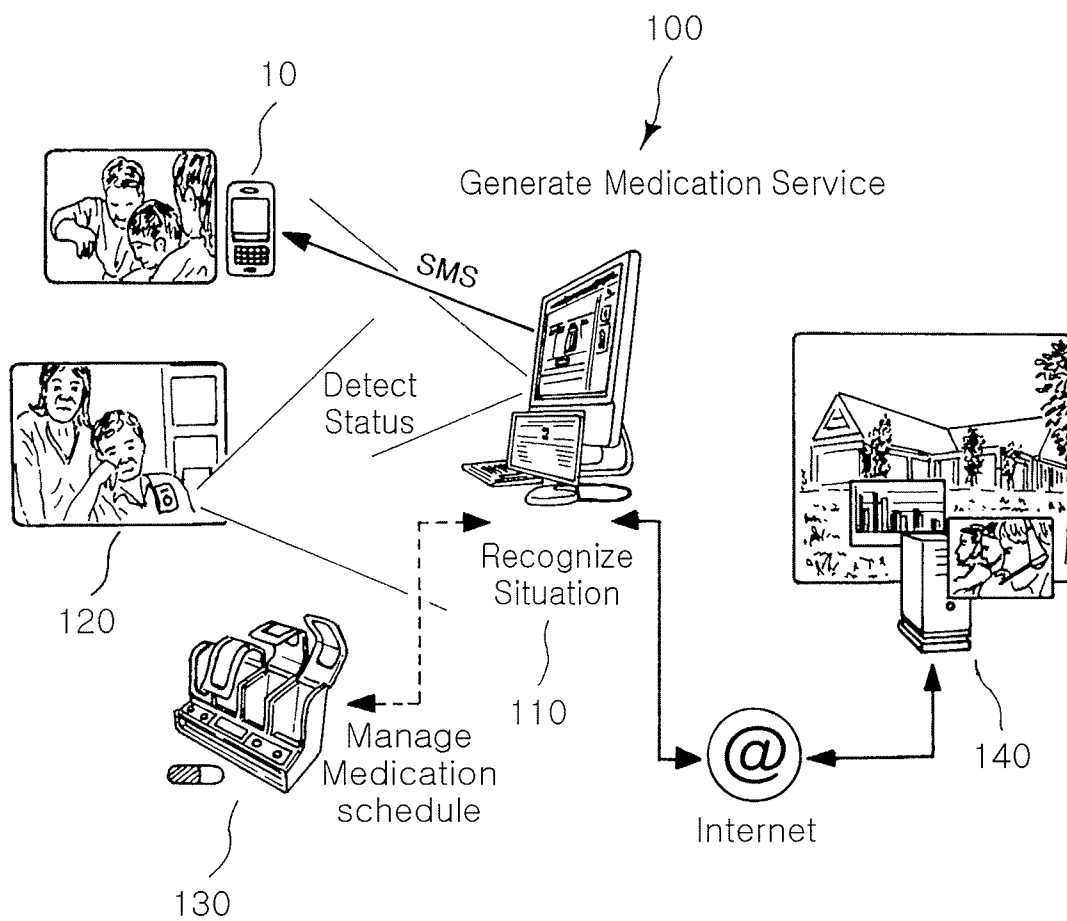 100
10
Generate Medication Service
SMS
Detect
Status
Recognize
Situation
120
110
Manage
Medication
schedule
@
Internet
140
130